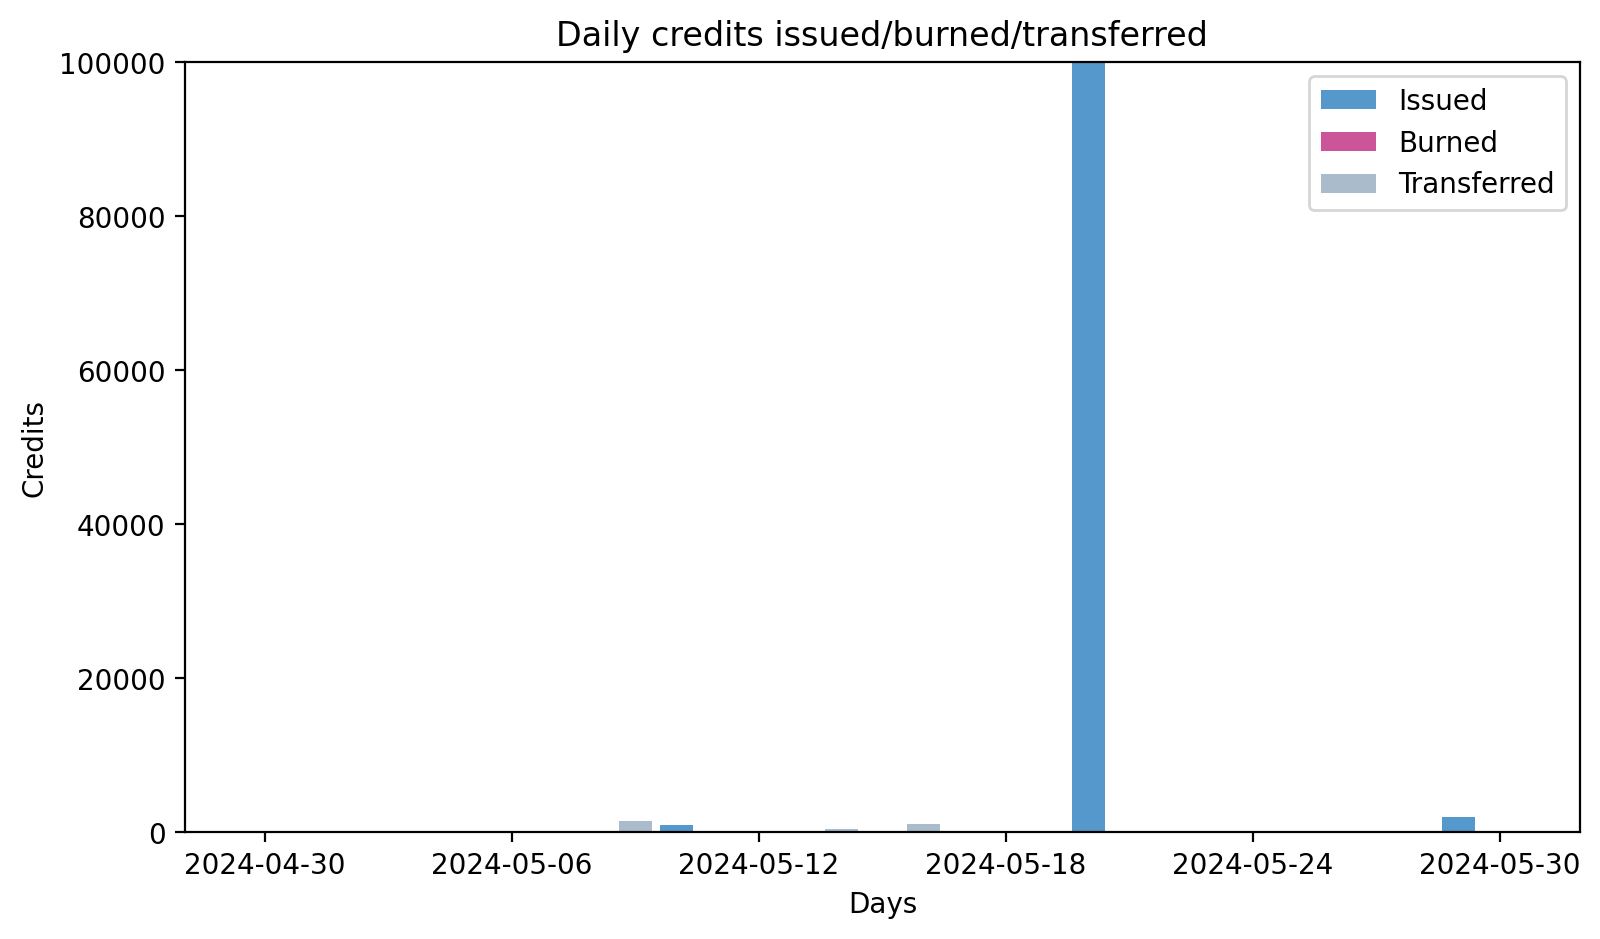 Daily credits issued/burned/transferred
100000
80000
60000
40000
20000
0
Credits
Issued
Burned
Transferred
2024-04-30 2024-05-06 2024-05-12 2024-05-18 2024-05-24 2024-05-30
Days